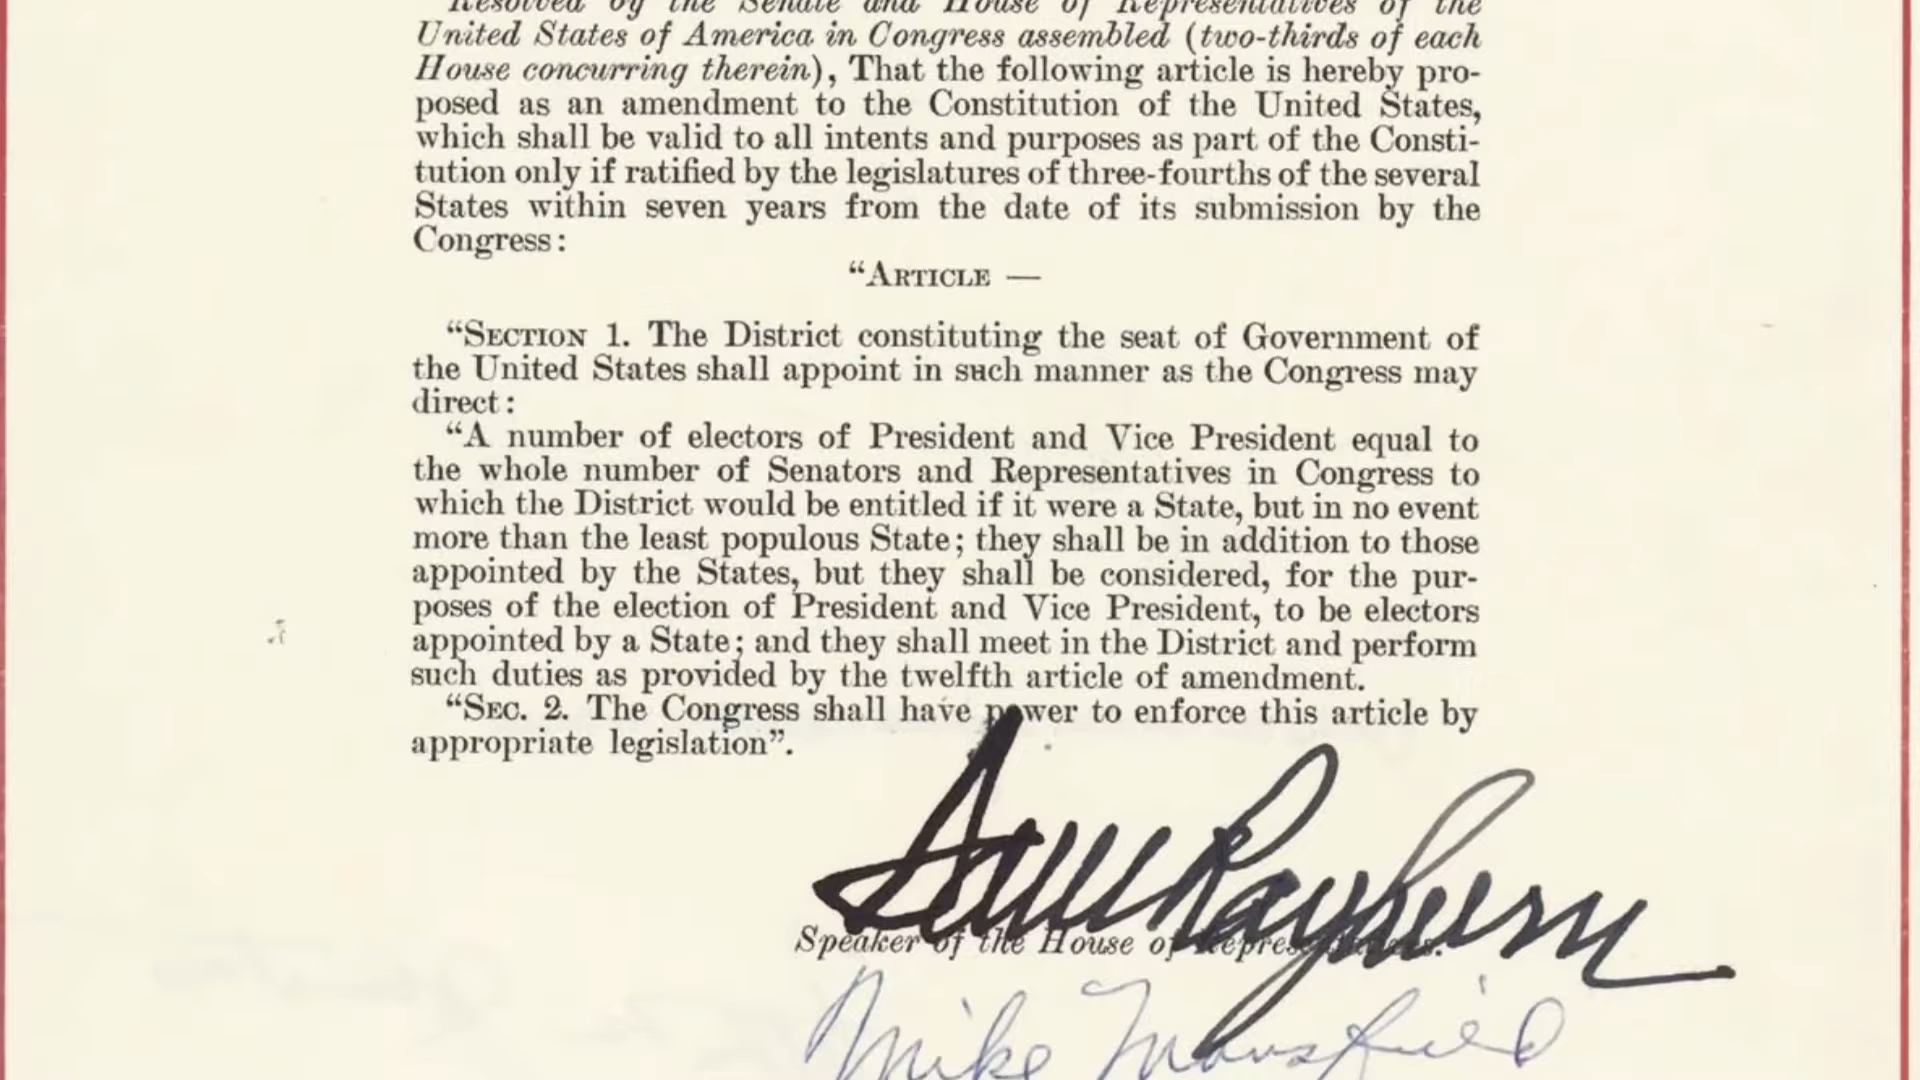 Resolved by the Senate and House of Representatives of the
United States of America in Congress assembled (two-thirds of each
House concurring therein), That the following article is hereby pro-
posed as an amendment to the Constitution of the United States,
which shall be valid to all intents and purposes as part of the Consti-
tution only if ratified by the legislatures of three-fourths of the several
States within seven years from the date of its submission by the
Congress:
“ARTICLE —
“SECTION 1. The District constituting the seat of Government of
the United States shall appoint in such manner as the Congress may
direct:
“A number of electors of President and Vice President equal to
the whole number of Senators and Representatives in Congress to
which the District would be entitled if it were a State, but in no event
more than the least populous State; they shall be in addition to those
appointed by the States, but they shall be considered, for the pur-
poses of the election of President and Vice President, to be electors
appointed by a State; and they shall meet in the District and perform
such duties as provided by the twelfth article of amendment.
“SEC. 2. The Congress shall have power to enforce this article by
appropriate legislation”.
Sam Rayburn
Speaker of the House of Representatives.
Mike Mansfield